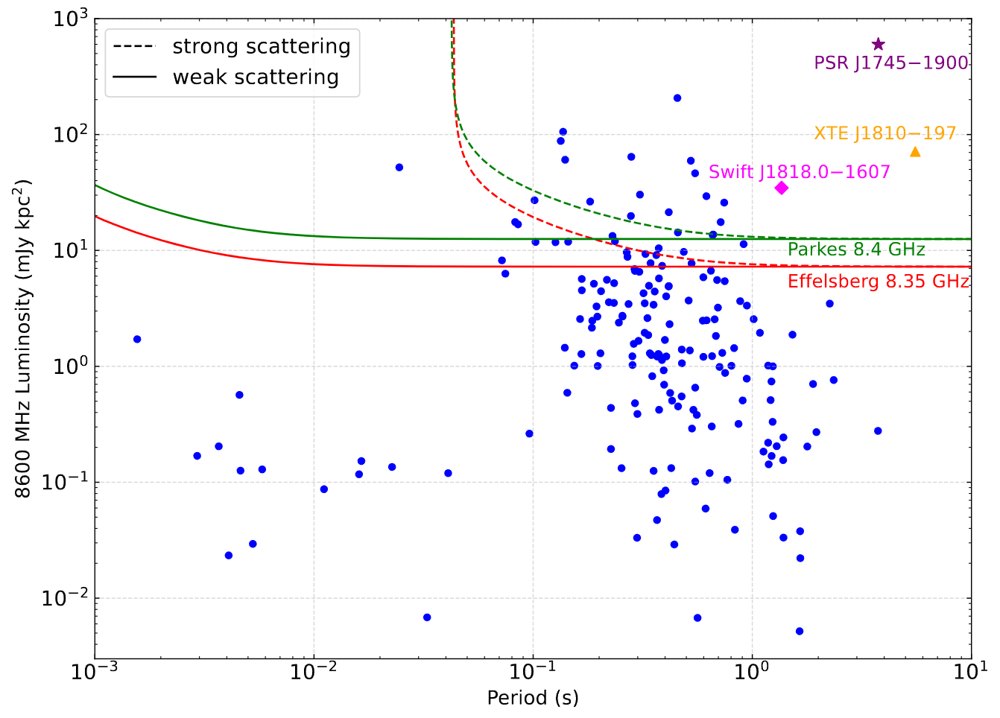 strong scattering
weak scattering
PSR J1745−1900
XTE J1810−197
Swift J1818.0−1607
Parkes 8.4 GHz
Effelsberg 8.35 GHz
8600 MHz Luminosity (mJy kpc²)
10³
10²
10¹
10⁰
10⁻¹
10⁻²
10⁻³
10⁻²
10⁻¹
10⁰
10¹
Period (s)